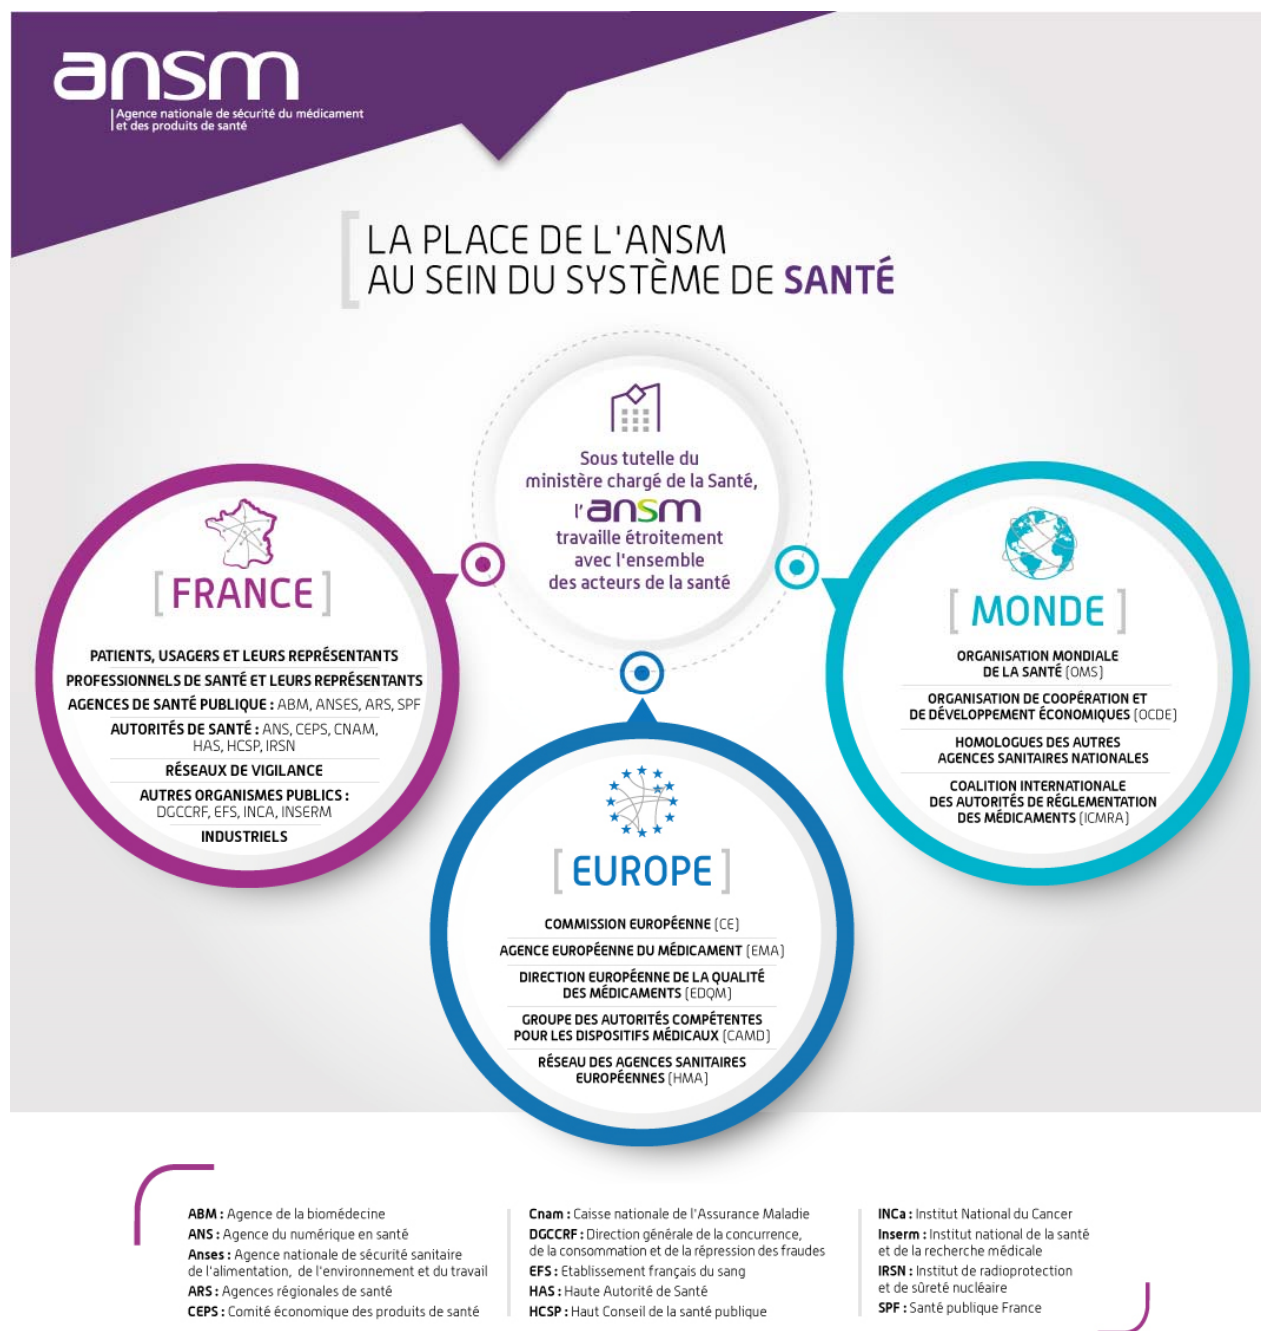 ansm
Agence nationale de sécurité du médicament
et des produits de santé
LA PLACE DE L'ANSM
AU SEIN DU SYSTÈME DE SANTÉ
Sous tutelle du
ministère chargé de la Santé,
l'ansm
travaille étroitement
avec l'ensemble
des acteurs de la santé
[FRANCE]
PATIENTS, USAGERS ET LEURS REPRÉSENTANTS
PROFESSIONNELS DE SANTÉ ET LEURS REPRÉSENTANTS
AGENCES DE SANTÉ PUBLIQUE : ABM, ANSES, ARS, SPF
AUTORITÉS DE SANTÉ : ANS, CEPS, CNAM,
HAS, HCSP, IRSN
RÉSEAUX DE VIGILANCE
AUTRES ORGANISMES PUBLICS :
DGCCRF, EFS, INCA, INSERM
INDUSTRIELS
[MONDE]
ORGANISATION MONDIALE
DE LA SANTÉ [OMS]
ORGANISATION DE COOPÉRATION ET
DE DÉVELOPPEMENT ÉCONOMIQUES [OCDE]
HOMOLOGUES DES AUTRES
AGENCES SANITAIRES NATIONALES
COALITION INTERNATIONALE
DES AUTORITÉS DE RÉGLEMENTATION
DES MÉDICAMENTS [ICMRA]
[EUROPE]
COMMISSION EUROPÉENNE [CE]
AGENCE EUROPÉENNE DU MÉDICAMENT [EMA]
DIRECTION EUROPÉENNE DE LA QUALITÉ
DES MÉDICAMENTS [EDQM]
GROUPE DES AUTORITÉS COMPÉTENTES
POUR LES DISPOSITIFS MÉDICAUX [CAMD]
RÉSEAU DES AGENCES SANITAIRES
EUROPÉENNES [HMA]
ABM : Agence de la biomédecine
ANS : Agence du numérique en santé
Anses : Agence nationale de sécurité sanitaire
de l'alimentation, de l'environnement et du travail
ARS : Agences régionales de santé
CEPS : Comité économique des produits de santé
Cnam : Caisse nationale de l'Assurance Maladie
DGCCRF : Direction générale de la concurrence,
de la consommation et de la répression des fraudes
EFS : Etablissement français du sang
HAS : Haute Autorité de Santé
HCSP : Haut Conseil de la santé publique
INCa : Institut National du Cancer
Inserm : Institut national de la santé
et de la recherche médicale
IRSN : Institut de radioprotection
et de sûreté nucléaire
SPF : Santé publique France